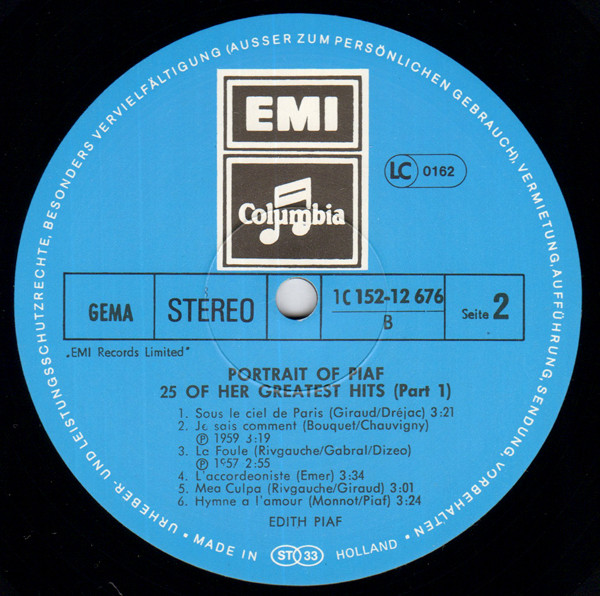 URHEBER- UND LEISTUNGSSCHUTZRECHTE, BESONDERS VERVIELFÄLTIGUNG (AUSSER ZUM PERSÖNLICHEN GEBRAUCH), VERMIETUNG, AUFFÜHRUNG, SENDUNG, VORBEHALTEN
EMI
Columbia
LC 0162
GEMA STEREO 1C 152-12 676 Seite 2
B
„EMI Records Limited"
PORTRAIT OF PIAF
25 OF HER GREATEST HITS (Part 1)
1. Sous le ciel de Paris (Giraud/Dréjac) 3:21
2. Je sais comment (Bouquet/Chauvigny)
Ⓟ 1959 3:19
3. La Foule (Rivgauche/Gabral/Dizeo)
Ⓟ 1957 2:55
4. L'accordeoniste (Emer) 3:34
5. Mea Culpa (Rivgauche/Giraud) 3:01
6. Hymne a l'amour (Monnot/Piaf) 3:24
EDITH PIAF
• MADE IN ST 33 HOLLAND •